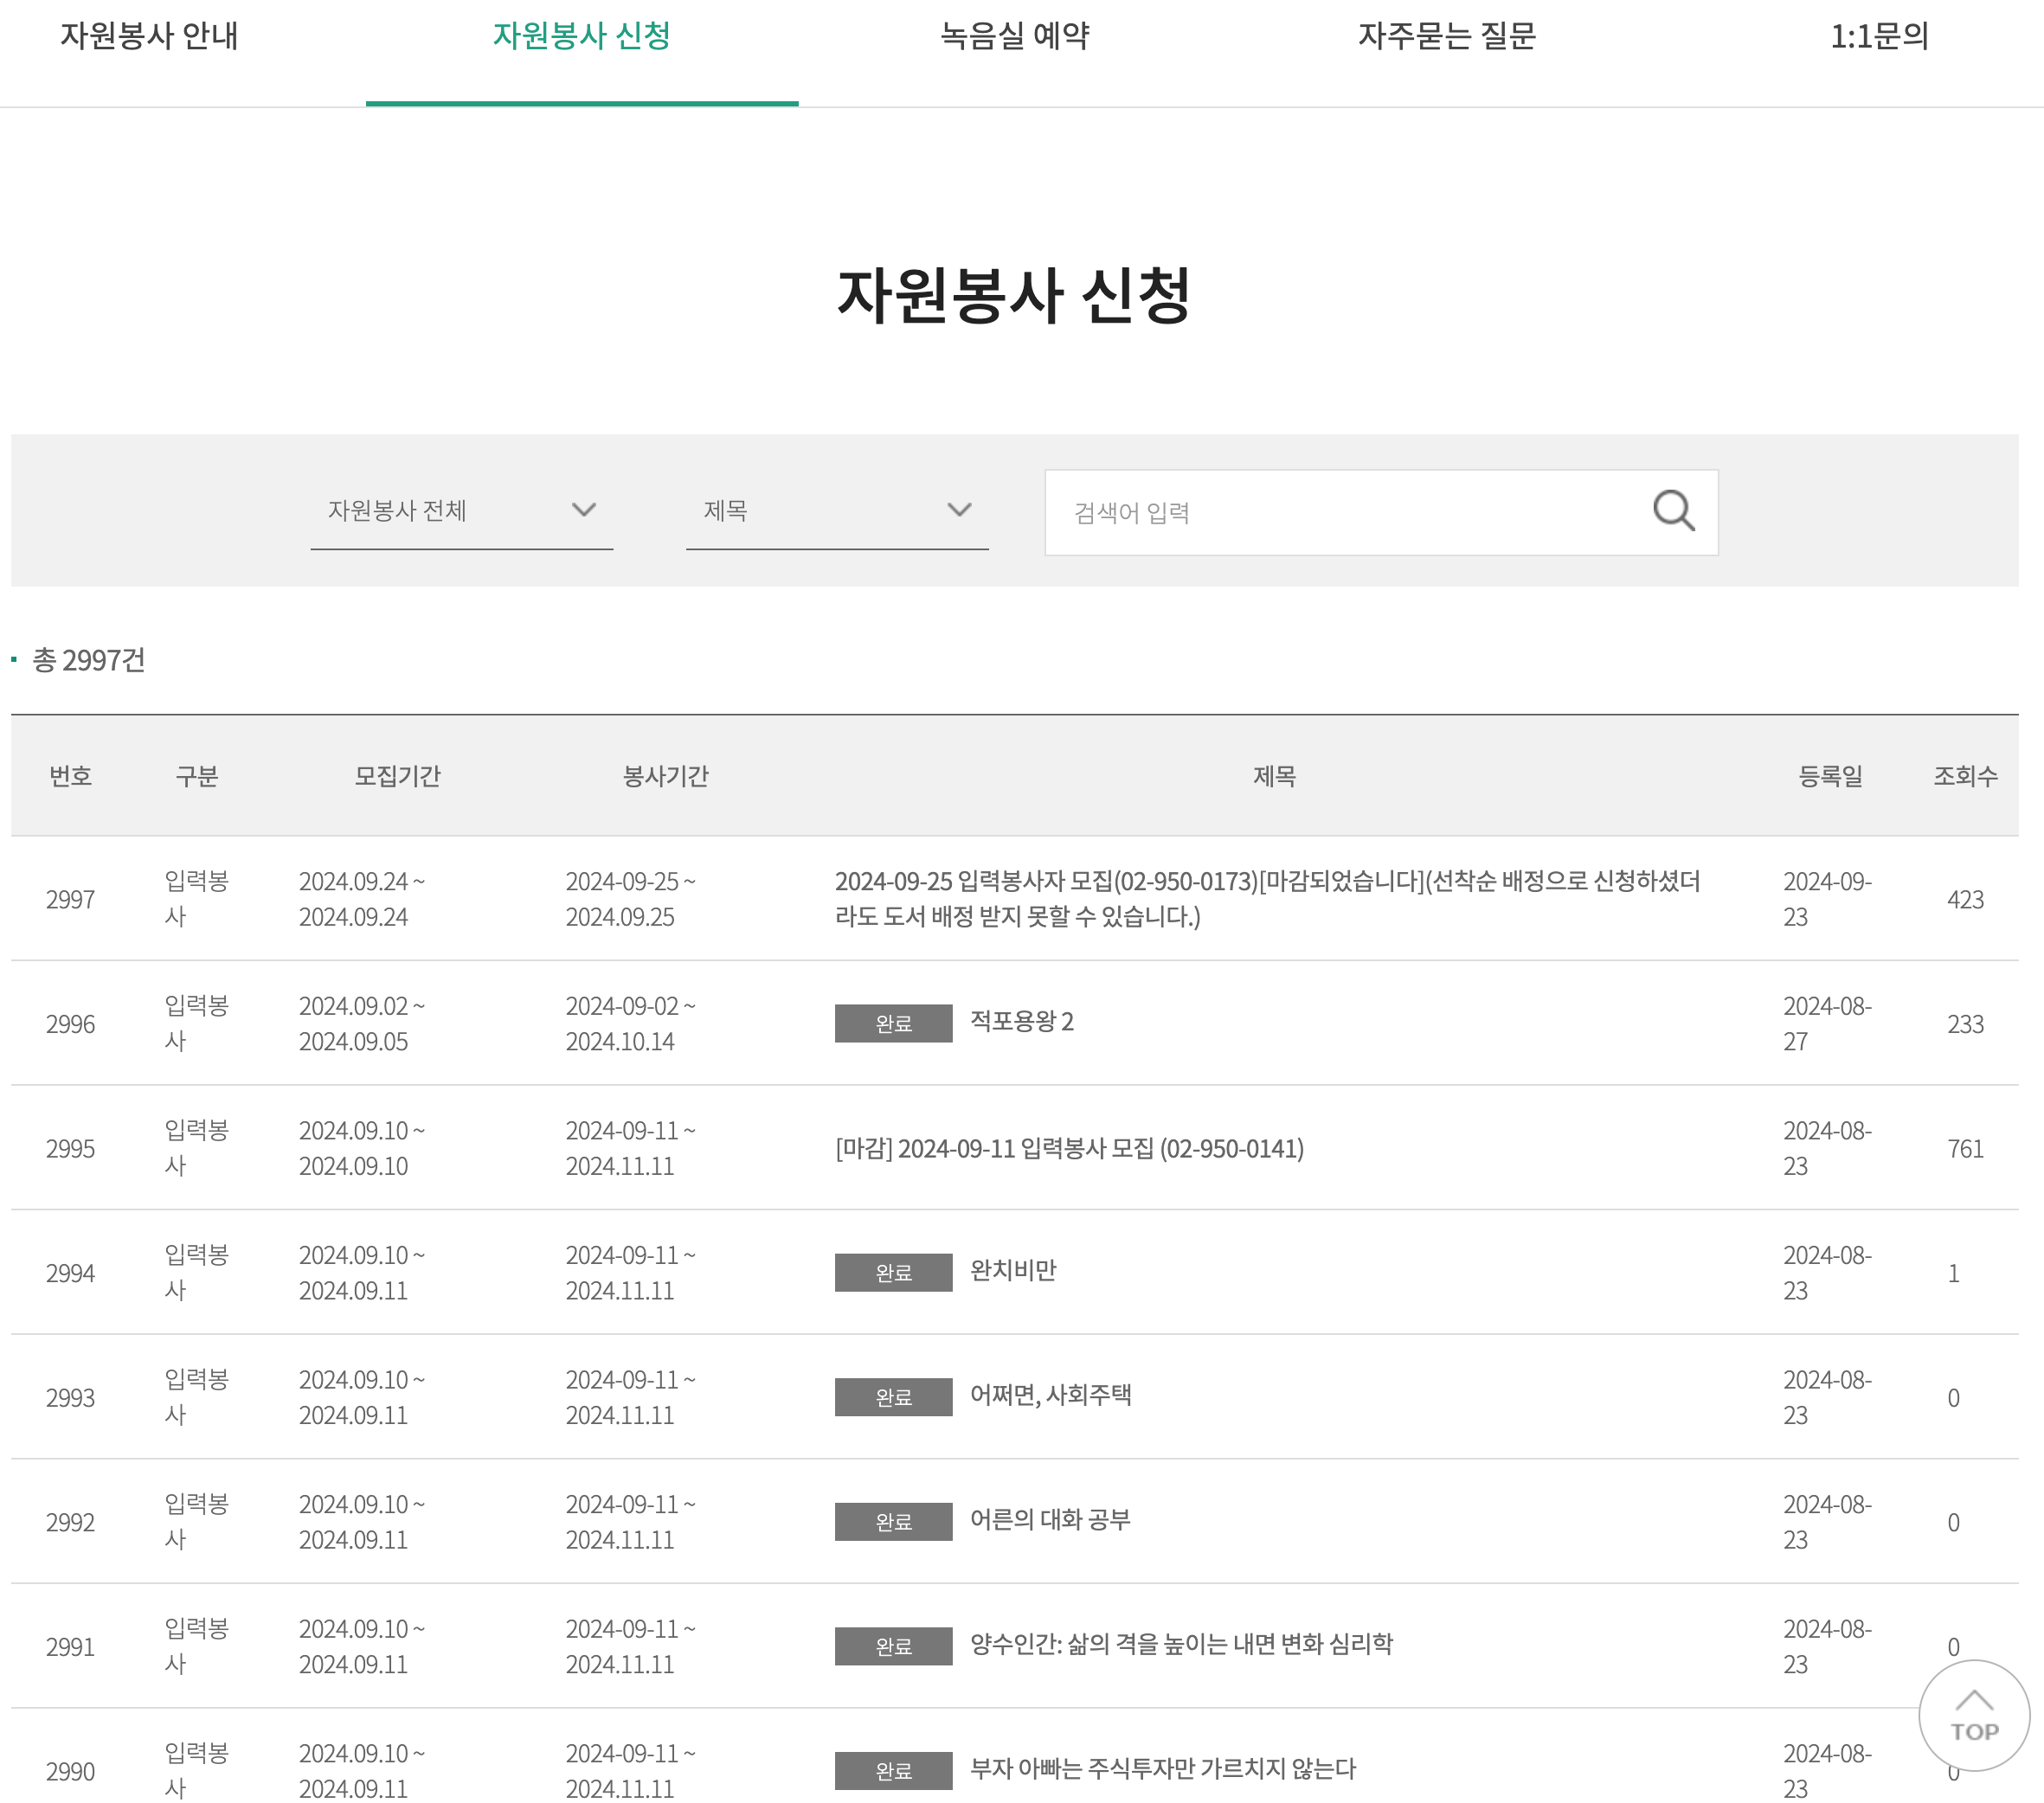 자원봉사 안내 자원봉사 신청 녹음실 예약 자주묻는 질문 1:1문의
자원봉사 신청
자원봉사 전체 제목 검색어 입력
총 2997건
번호 구분 모집기간 봉사기간 제목 등록일 조회수
2997 입력봉사 2024.09.24 ~ 2024.09.24 2024-09-25 ~ 2024.09.25 2024-09-25 입력봉사자 모집(02-950-0173)[마감되었습니다](선착순 배정으로 신청하셨더라도 도서 배정 받지 못할 수 있습니다.) 2024-09-23 423
2996 입력봉사 2024.09.02 ~ 2024.09.05 2024-09-02 ~ 2024.10.14 완료 적포용왕 2 2024-08-27 233
2995 입력봉사 2024.09.10 ~ 2024.09.10 2024-09-11 ~ 2024.11.11 [마감] 2024-09-11 입력봉사 모집 (02-950-0141) 2024-08-23 761
2994 입력봉사 2024.09.10 ~ 2024.09.11 2024-09-11 ~ 2024.11.11 완료 완치비만 2024-08-23 1
2993 입력봉사 2024.09.10 ~ 2024.09.11 2024-09-11 ~ 2024.11.11 완료 어쩌면, 사회주택 2024-08-23 0
2992 입력봉사 2024.09.10 ~ 2024.09.11 2024-09-11 ~ 2024.11.11 완료 어른의 대화 공부 2024-08-23 0
2991 입력봉사 2024.09.10 ~ 2024.09.11 2024-09-11 ~ 2024.11.11 완료 양수인간: 삶의 격을 높이는 내면 변화 심리학 2024-08-23 0
2990 입력봉사 2024.09.10 ~ 2024.09.11 2024-09-11 ~ 2024.11.11 완료 부자 아빠는 주식투자만 가르치지 않는다 2024-08-23 0
TOP